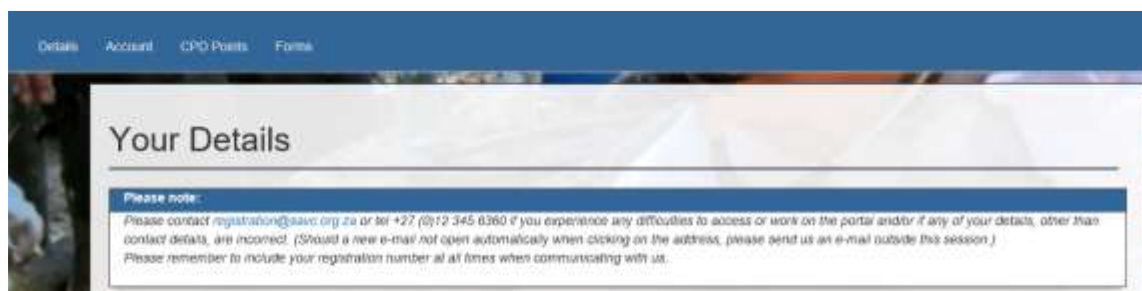 Details Account CPD Points Forms
Your Details
Please note:
Please contact registration@savc.org.za or tel +27 (0)12 345 6360 if you experience any difficulties to access or work on the portal and/or if any of your details, other than
contact details, are incorrect. (Should a new e-mail not open automatically when clicking on the address, please send us an e-mail outside this session.)
Please remember to include your registration number at all times when communicating with us.